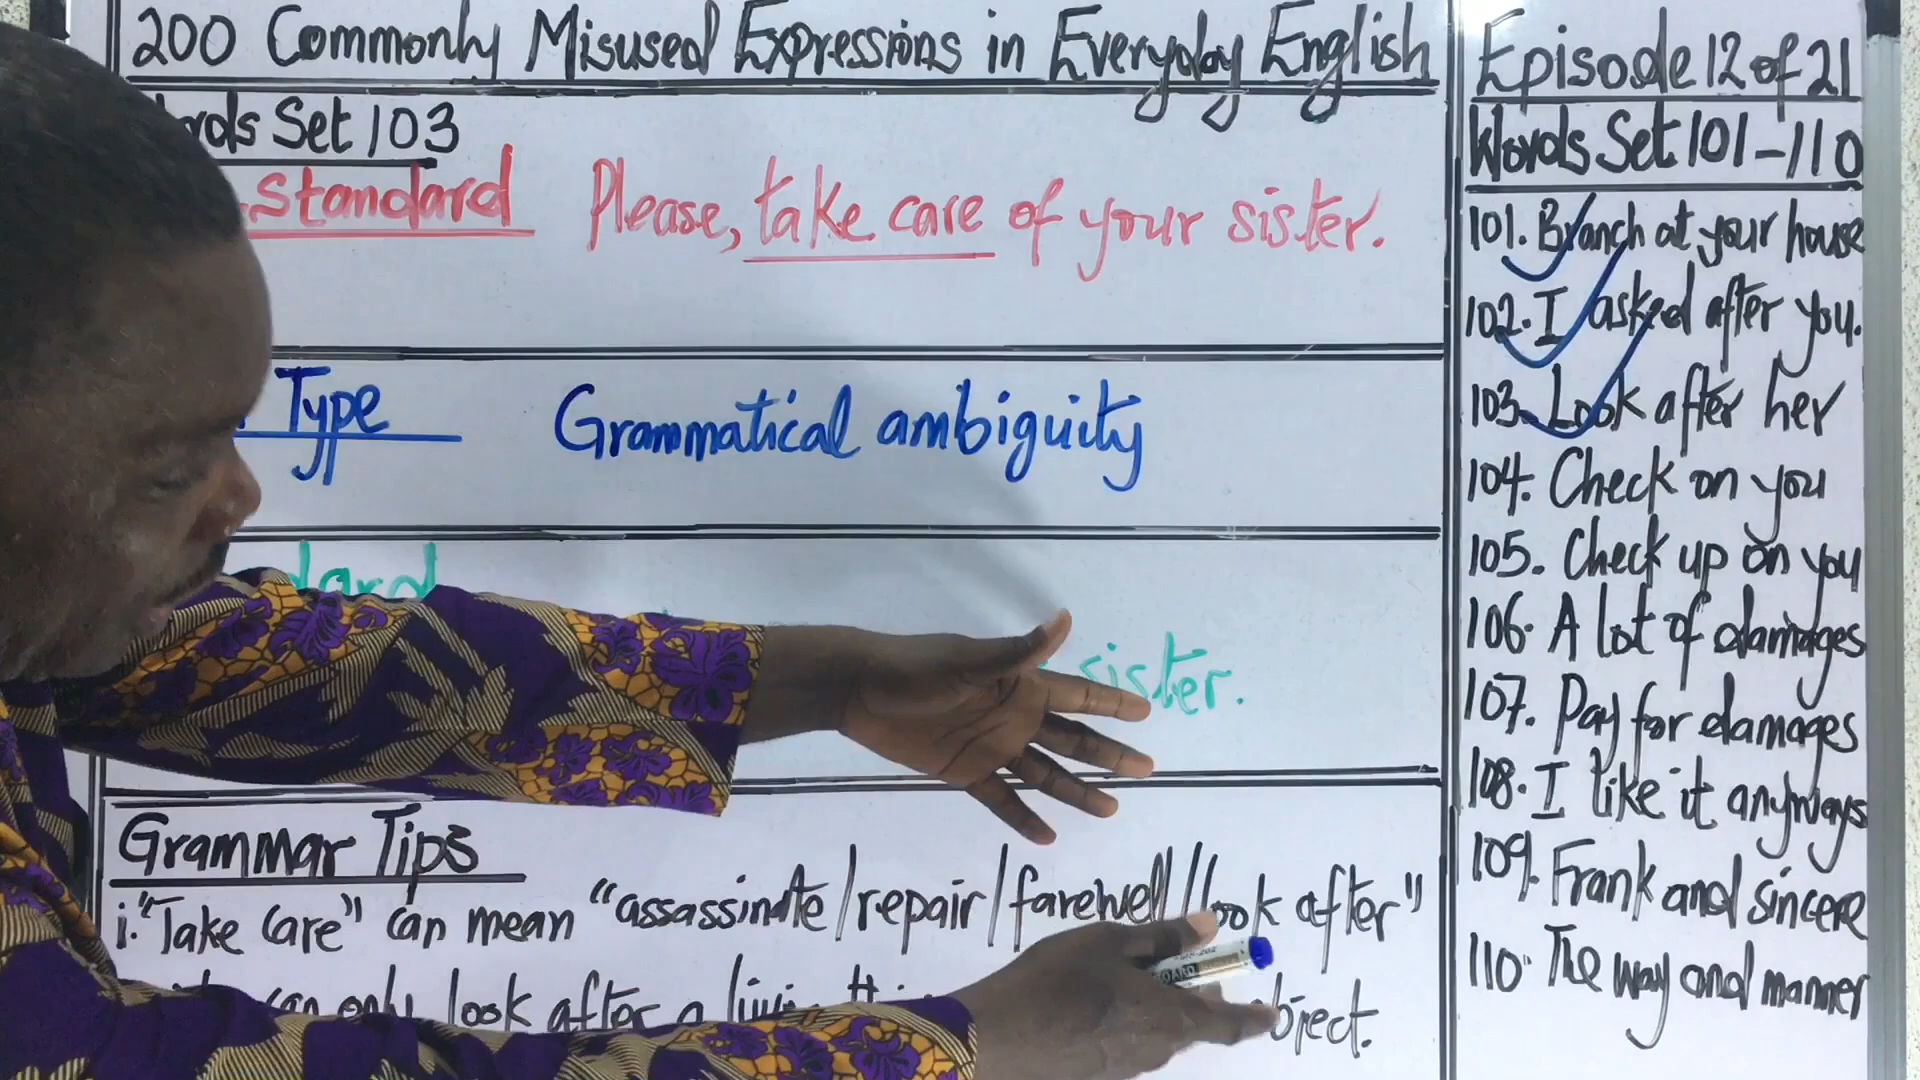 200 Commonly Misused Expressions in Everyday English
Set 103
Standard Please, take care of your sister.
Type Grammatical ambiguity
sister.
Grammar Tips
i. "Take Care" can mean "assassinate/repair/farewell/look after"
can only look after a
object.
Episode 12 of 21
Words Set 101-110
101. Branch at your house
102. I asked after you.
103. Look after her
104. Check on you
105. Check up on you
106. A lot of damages
107. Pay for damages
108. I like it anyways
109. Frank and sincere
110. The way and manner